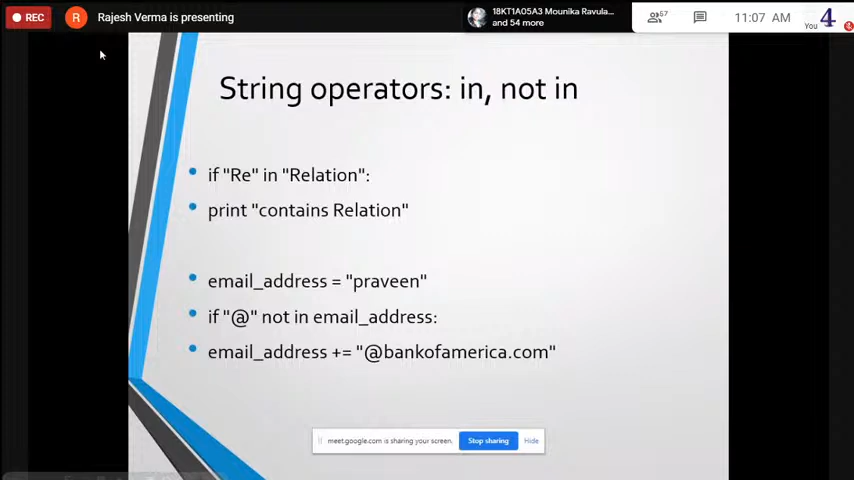 REC
R
Rajesh Verma is presenting
18KT1A05A3 Mounika Ravula...
and 54 more
57
11:07 AM
You
4
String operators: in, not in
if "Re" in "Relation":
print "contains Relation"
email_address = "praveen"
if "@" not in email_address:
email_address += "@bankofamerica.com"
meet.google.com is sharing your screen.
Stop sharing
Hide